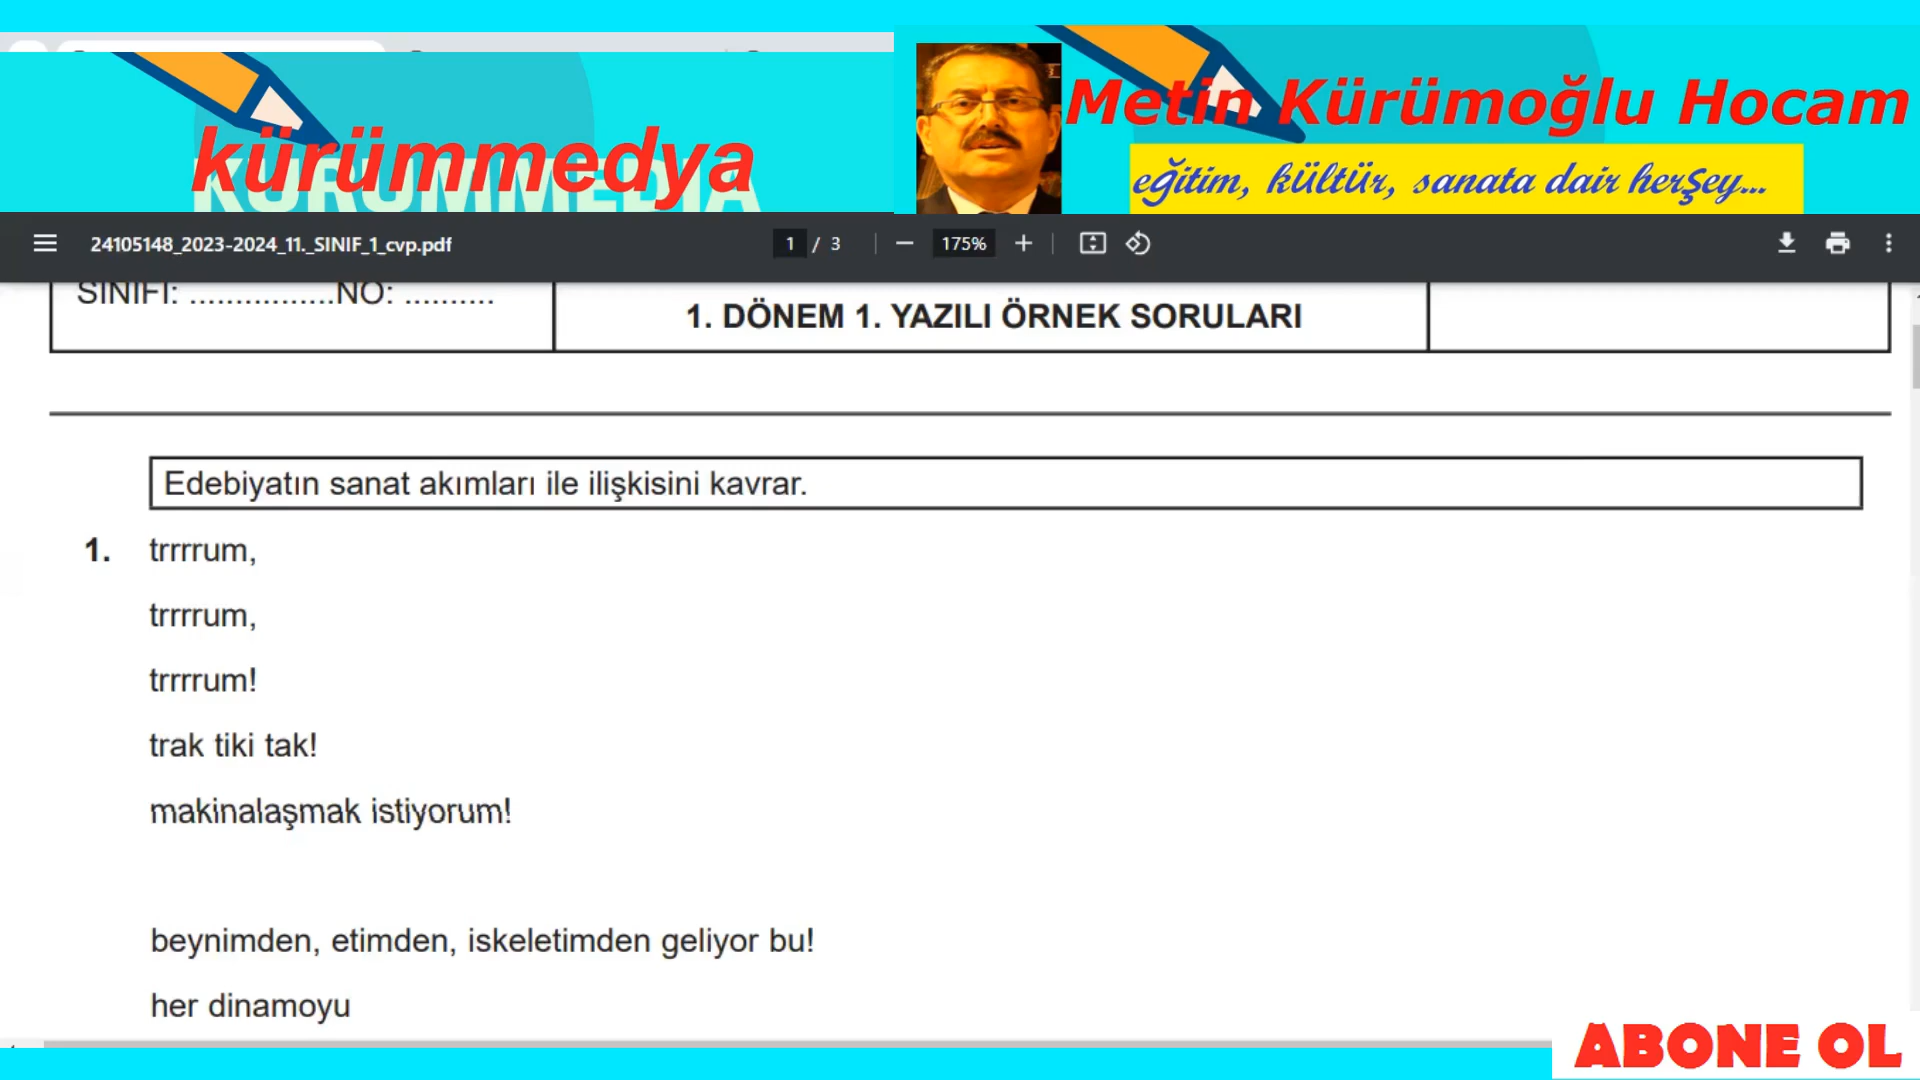 kürümmedya
KÜRÜMMEDYA
Metin Kürümoğlu Hocam
eğitim, kültür, sanata dair herşey...
24105148_2023-2024_11._SINIF_1_cvp.pdf
1 / 3
175%
SINIFI: ................NO: ..........
1. DÖNEM 1. YAZILI ÖRNEK SORULARI
Edebiyatın sanat akımları ile ilişkisini kavrar.
1. trrrrum,
trrrrum,
trrrrum!
trak tiki tak!
makinalaşmak istiyorum!
beynimden, etimden, iskeletimden geliyor bu!
her dinamoyu
ABONE OL